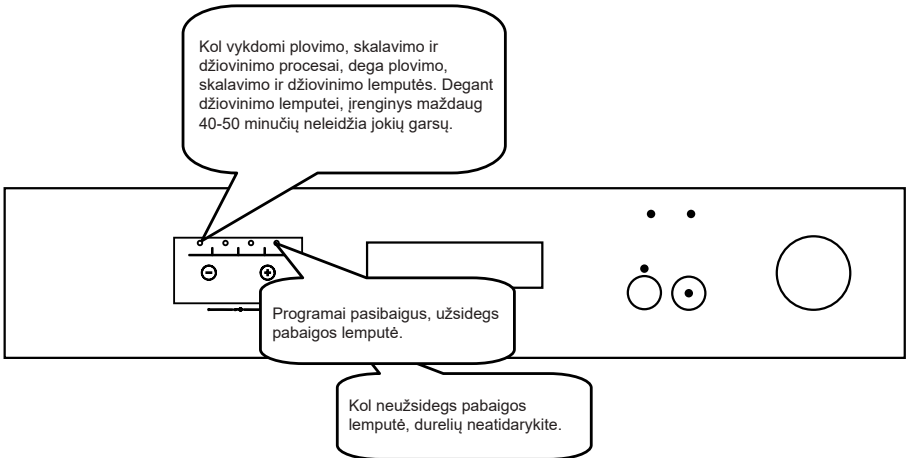 Kol vykdomi plovimo, skalavimo ir
džiovinimo procesai, dega plovimo,
skalavimo ir džiovinimo lemputės. Degant
džiovinimo lemputei, įrenginys maždaug
40-50 minučių neleidžia jokių garsų.
Programai pasibaigus, užsidegs
pabaigos lemputė.
Kol neužsidegs pabaigos
lemputė, durelių neatidarykite.